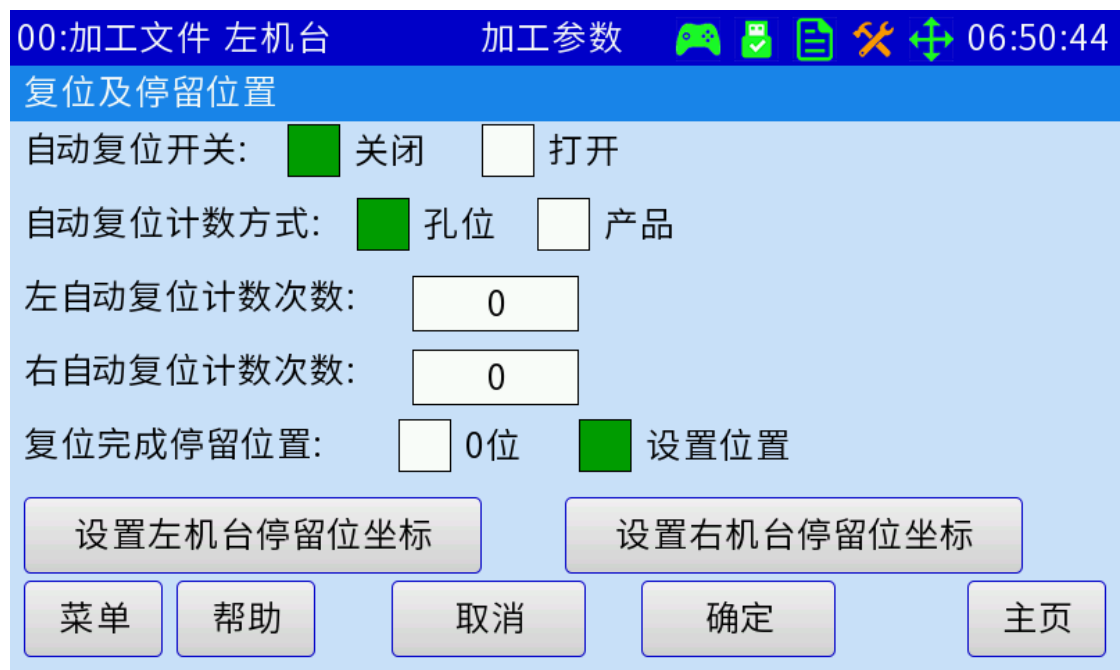 00:加工文件 左机台 加工参数 06:50:44
复位及停留位置
自动复位开关: 关闭 打开
自动复位计数方式: 孔位 产品
左自动复位计数次数: 0
右自动复位计数次数: 0
复位完成停留位置: 0位 设置位置
设置左机台停留位坐标 设置右机台停留位坐标
菜单 帮助 取消 确定 主页